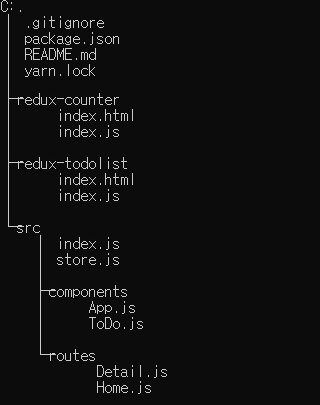 C:.
.gitignore
package.json
README.md
yarn.lock
redux-counter
index.html
index.js
redux-todolist
index.html
index.js
src
index.js
store.js
components
App.js
ToDo.js
routes
Detail.js
Home.js